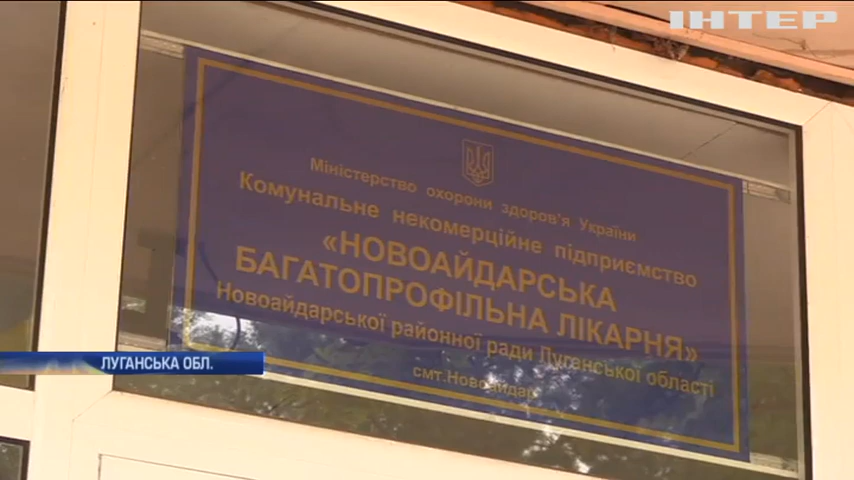 ІНТЕР
Міністерство охорони здоров'я України
Комунальне некомерційне підприємство
«НОВОАЙДАРСЬКА
БАГАТОПРОФІЛЬНА ЛІКАРНЯ»
Новоайдарської районної ради Луганської області
смт.Новоайдар
ЛУГАНСЬКА ОБЛ.